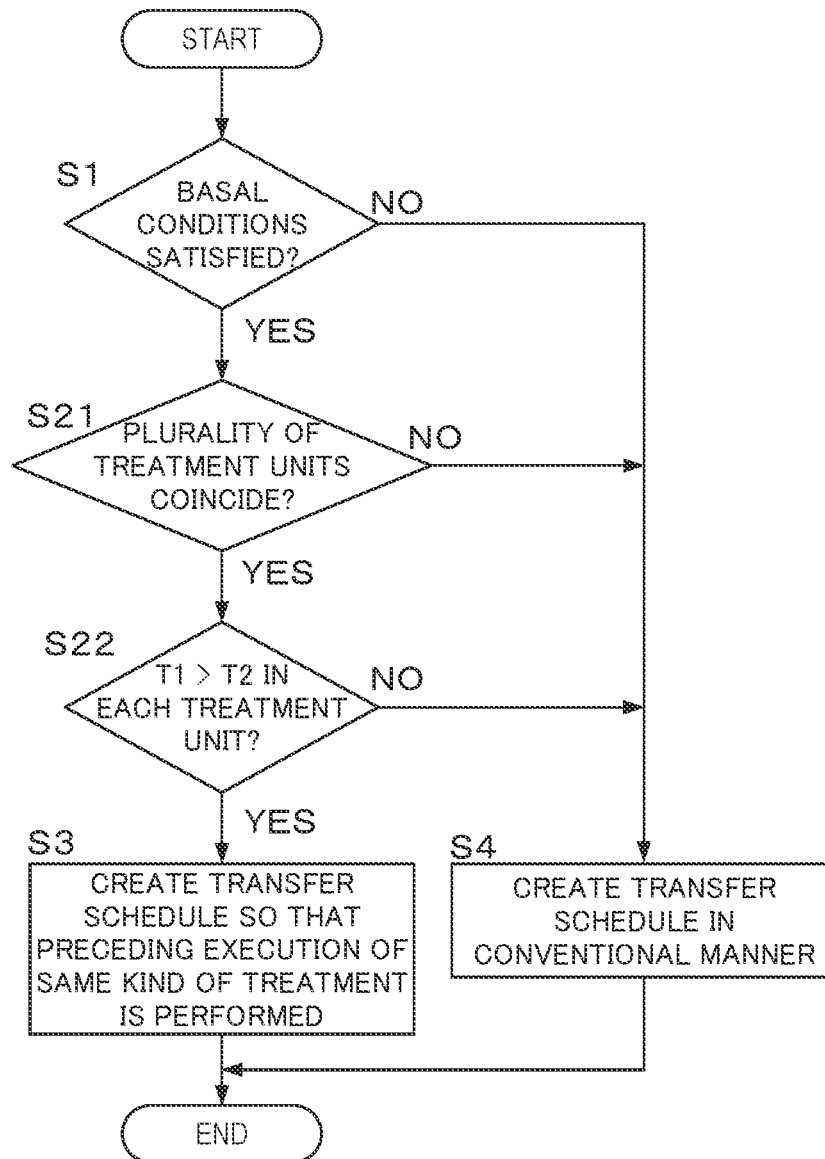 START
S1
BASAL
CONDITIONS
SATISFIED?
NO
YES
S21
PLURALITY OF
TREATMENT UNITS
COINCIDE?
NO
YES
S22
T1 > T2 IN
EACH TREATMENT
UNIT?
NO
YES
S3
CREATE TRANSFER
SCHEDULE SO THAT
PRECEDING EXECUTION OF
SAME KIND OF TREATMENT
IS PERFORMED
S4
CREATE TRANSFER
SCHEDULE IN
CONVENTIONAL MANNER
END